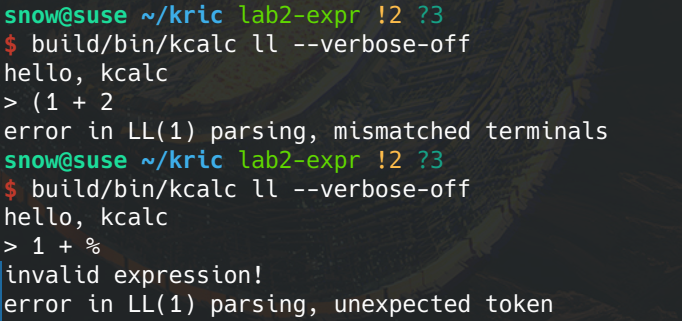 snow@suse ~/kric lab2-expr !2 ?3
$ build/bin/kcalc ll --verbose-off
hello, kcalc
> (1 + 2
error in LL(1) parsing, mismatched terminals
snow@suse ~/kric lab2-expr !2 ?3
$ build/bin/kcalc ll --verbose-off
hello, kcalc
> 1 + %
invalid expression!
error in LL(1) parsing, unexpected token